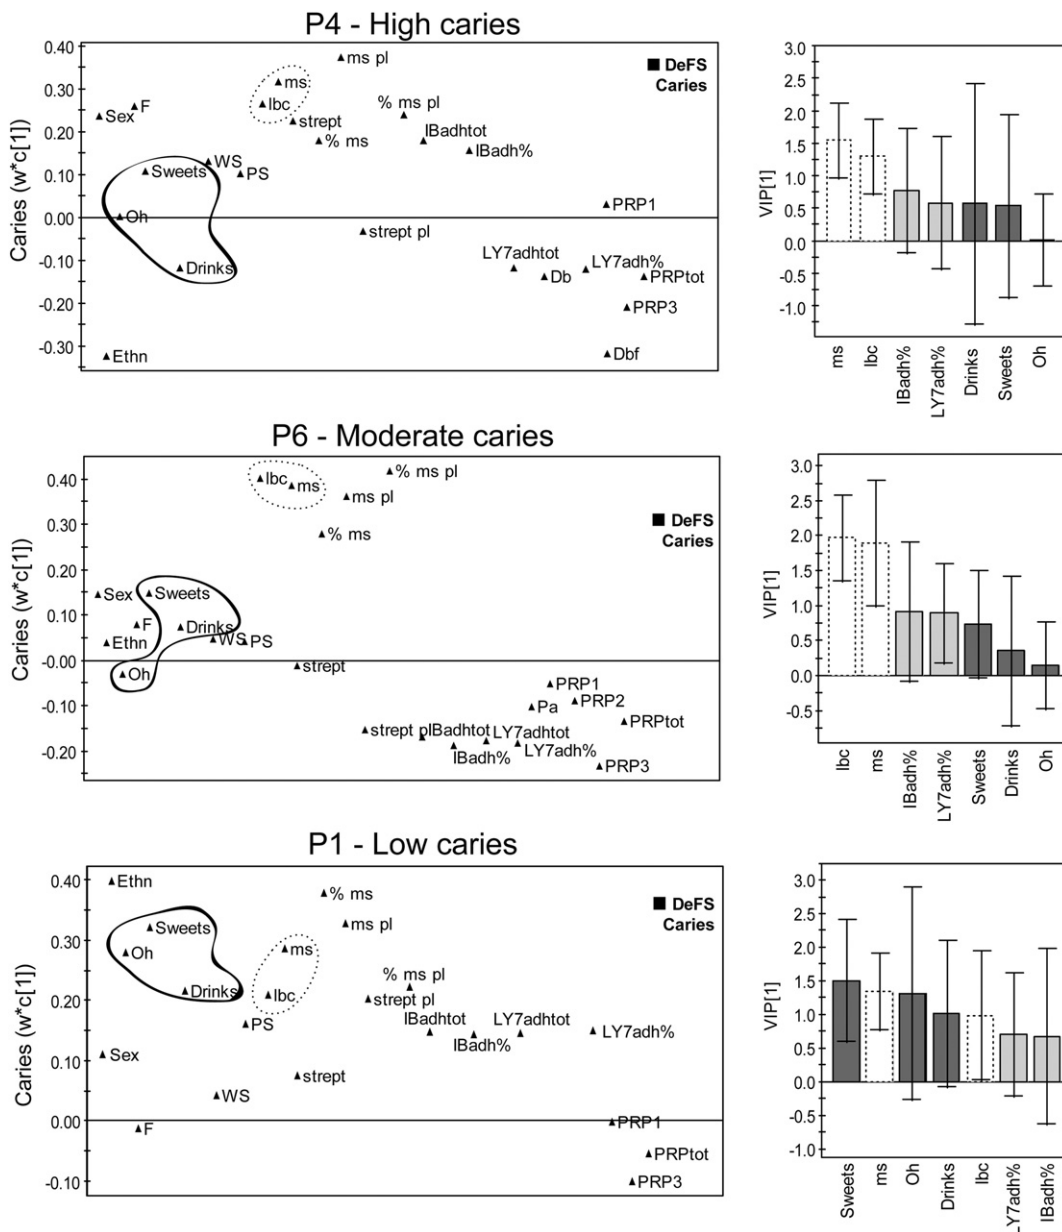 P4 - High caries
Caries (w*c[1])
0.40
0.30
0.20
0.10
0.00
-0.10
-0.20
-0.30
ms pl
DeFS
Caries
ms
lbc
% ms pl
F
Sex
strept
% ms
IBadhtot
IBadh%
WS
Sweets
PS
Oh
PRP1
strept pl
Drinks
LY7adhtot
LY7adh%
Db
PRPtot
PRP3
Ethn
Dbf
VIP[1]
3.0
2.5
2.0
1.5
1.0
0.5
0.0
-0.5
-1.0
ms
lbc
IBadh%
LY7adh%
Drinks
Sweets
Oh
P6 - Moderate caries
Caries (w*c[1])
0.40
0.30
0.20
0.10
-0.00
-0.10
-0.20
lbc
ms
% ms pl
ms pl
% ms
DeFS
Caries
Sex
Sweets
F
Drinks
Ethn
WS
PS
Oh
strept
PRP1
PRP2
Pa
PRPtot
strept pl
IBadhtot
LY7adhtot
IBadh%
LY7adh%
PRP3
VIP[1]
3.0
2.5
2.0
1.5
1.0
0.5
0.0
-0.5
lbc
ms
IBadh%
LY7adh%
Sweets
Drinks
Oh
P1 - Low caries
Caries (w*c[1])
0.40
0.30
0.20
0.10
0.00
-0.10
Ethn
% ms
DeFS
Caries
Sweets
ms pl
Oh
ms
% ms pl
Drinks
lbc
strept pl
PS
IBadhtot
LY7adhtot
LY7adh%
IBadh%
Sex
strept
WS
F
PRP1
PRPtot
PRP3
VIP[1]
3.0
2.5
2.0
1.5
1.0
0.5
0.0
-0.5
-1.0
Sweets
ms
Oh
Drinks
lbc
LY7adh%
IBadh%